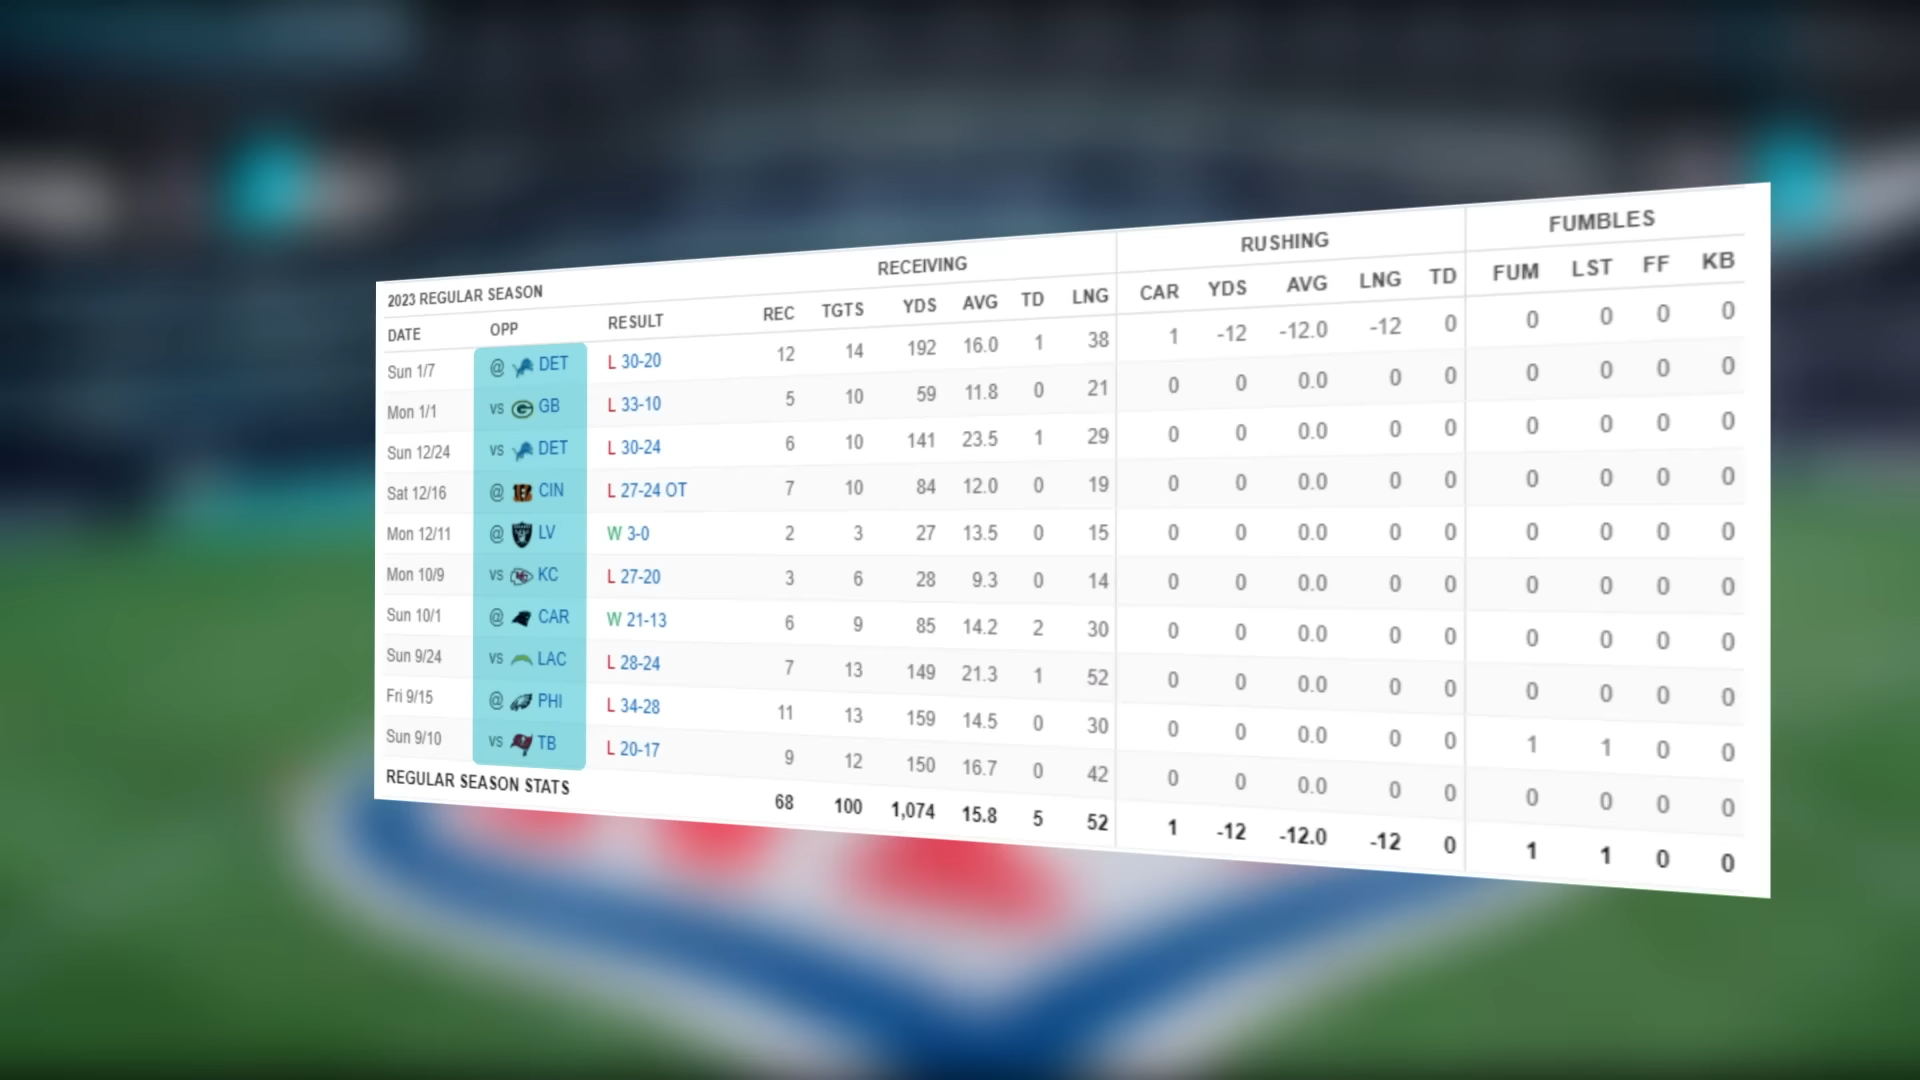 2023 REGULAR SEASON RECEIVING RUSHING FUMBLES
DATE OPP RESULT REC TGTS YDS AVG TD LNG CAR YDS AVG LNG TD FUM LST FF KB
Sun 1/7 @ DET L 30-20 12 14 192 16.0 1 38 1 -12 -12.0 -12 0 0 0 0 0
Mon 1/1 vs GB L 33-10 5 10 59 11.8 0 21 0 0 0.0 0 0 0 0 0 0
Sun 12/24 vs DET L 30-24 6 10 141 23.5 1 29 0 0 0.0 0 0 0 0 0 0
Sat 12/16 @ CIN L 27-24 OT 7 10 84 12.0 0 19 0 0 0.0 0 0 0 0 0 0
Mon 12/11 @ LV W 3-0 2 3 27 13.5 0 15 0 0 0.0 0 0 0 0 0 0
Mon 10/9 vs KC L 27-20 3 6 28 9.3 0 14 0 0 0.0 0 0 0 0 0 0
Sun 10/1 @ CAR W 21-13 6 9 85 14.2 2 30 0 0 0.0 0 0 0 0 0 0
Sun 9/24 vs LAC L 28-24 7 13 149 21.3 1 52 0 0 0.0 0 0 0 0 0 0
Fri 9/15 @ PHI L 34-28 11 13 159 14.5 0 30 0 0 0.0 0 0 1 1 0 0
Sun 9/10 vs TB L 20-17 9 12 150 16.7 0 42 0 0 0.0 0 0 0 0 0 0
REGULAR SEASON STATS 68 100 1,074 15.8 5 52 1 -12 -12.0 -12 0 1 1 0 0